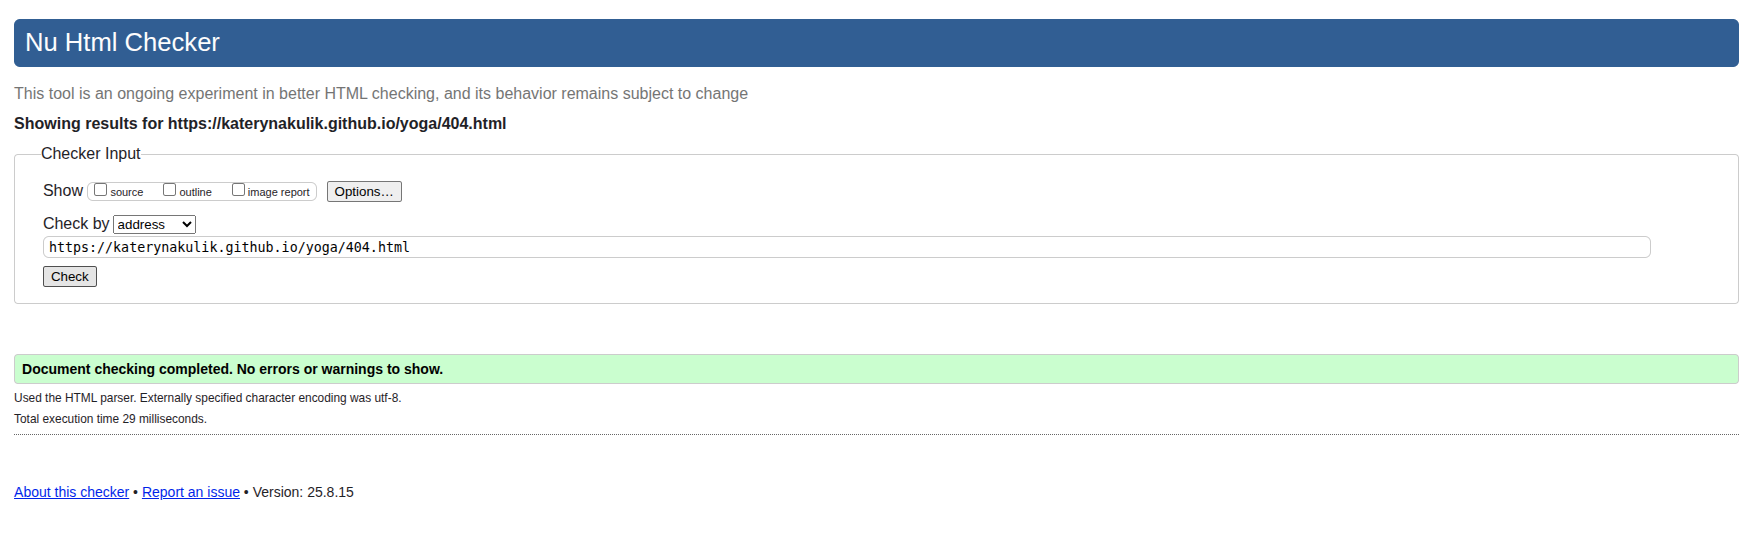 Nu Html Checker
This tool is an ongoing experiment in better HTML checking, and its behavior remains subject to change
Showing results for https://katerynakulik.github.io/yoga/404.html
Checker Input
Show source outline image report Options…
Check by address
https://katerynakulik.github.io/yoga/404.html
Check
Document checking completed. No errors or warnings to show.
Used the HTML parser. Externally specified character encoding was utf-8.
Total execution time 29 milliseconds.
About this checker • Report an issue • Version: 25.8.15